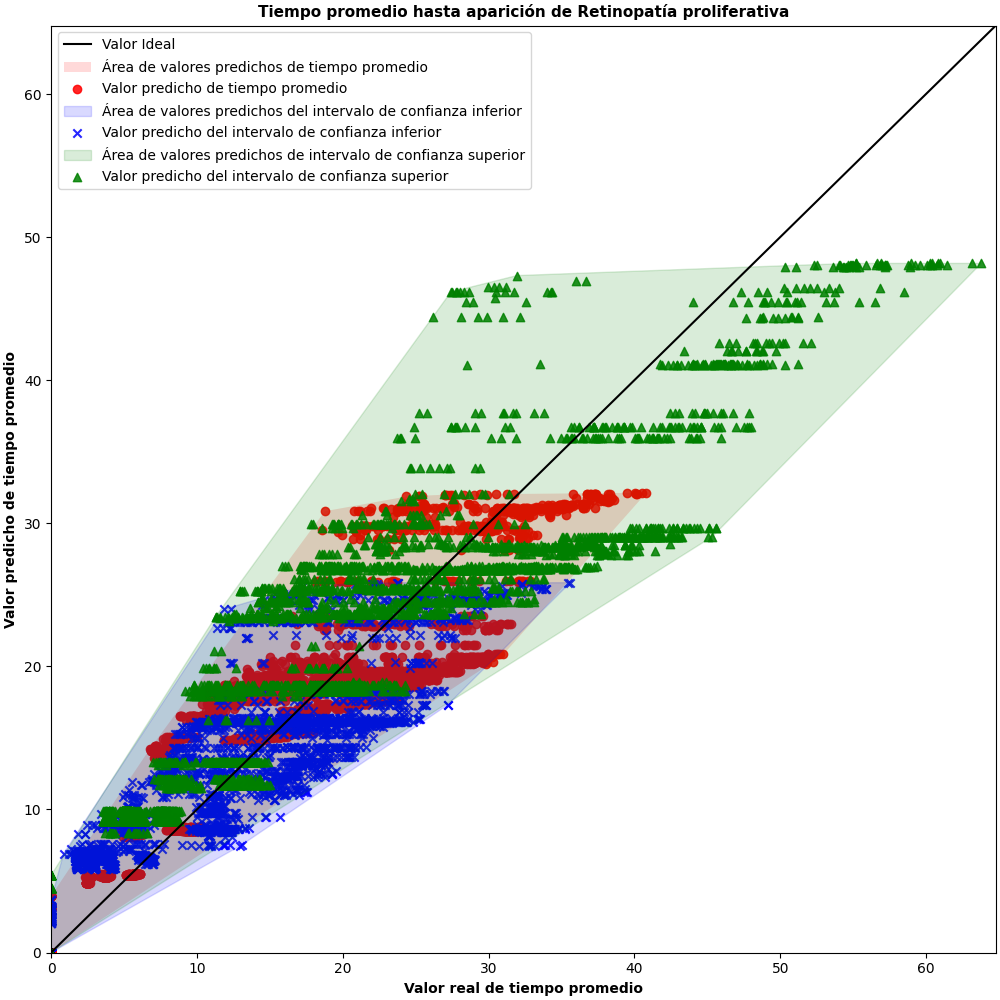 Tiempo promedio hasta aparición de Retinopatía proliferativa
Valor Ideal
Área de valores predichos de tiempo promedio
Valor predicho de tiempo promedio
Área de valores predichos del intervalo de confianza inferior
Valor predicho del intervalo de confianza inferior
Área de valores predichos de intervalo de confianza superior
Valor predicho del intervalo de confianza superior
Valor predicho de tiempo promedio
60
50
40
30
20
10
0
0 10 20 30 40 50 60
Valor real de tiempo promedio